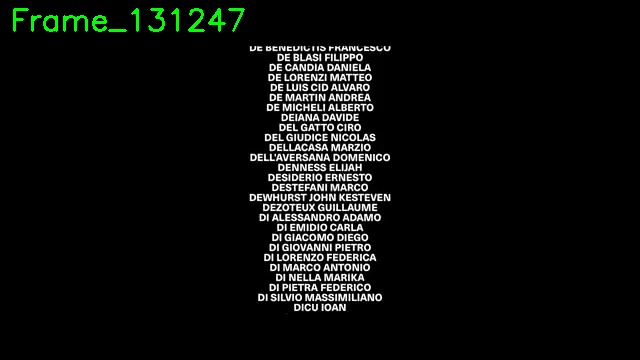 Frame_131247
DE BENEDICTIS FRANCESCO
DE BLASI FILIPPO
DE CANDIA DANIELA
DE LORENZI MATTEO
DE LUIS CID ALVARO
DE MARTIN ANDREA
DE MICHELI ALBERTO
DEIANA DAVIDE
DEL GATTO CIRO
DEL GIUDICE NICOLAS
DELLACASA MARZIO
DELL'AVERSANA DOMENICO
DENNESS ELIJAH
DESIDERIO ERNESTO
DESTEFANI MARCO
DEWHURST JOHN KESTEVEN
DEZOTEUX GUILLAUME
DI ALESSANDRO ADAMO
DI EMIDIO CARLA
DI GIACOMO DIEGO
DI GIOVANNI PIETRO
DI LORENZO FEDERICA
DI MARCO ANTONIO
DI NELLA MARIKA
DI PIETRA FEDERICO
DI SILVIO MASSIMILIANO
DICU IOAN